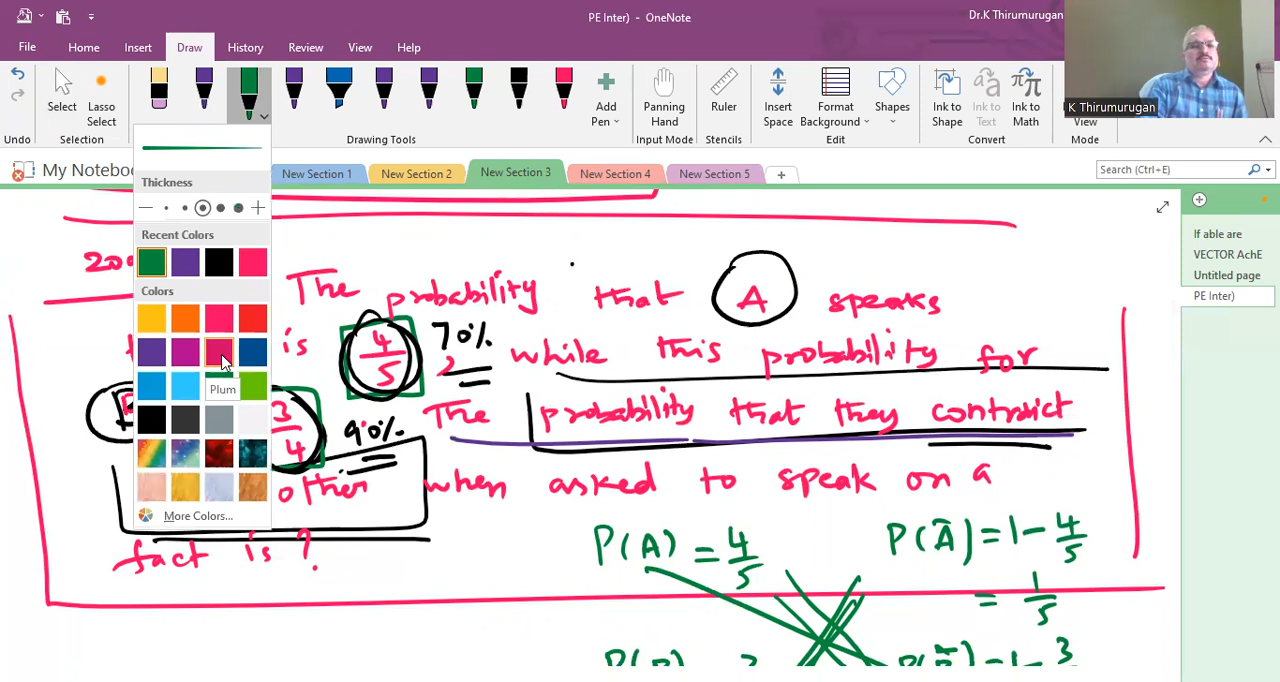 PE Inter) - OneNote
Dr.K Thirumurugan
File Home Insert Draw History Review View Help
Undo
Select
Lasso Select
Selection
Drawing Tools
Add Pen
Panning Hand
Input Mode
Ruler
Stencils
Insert Space
Format Background
Shapes
Edit
Ink to Shape
Ink to Text
Ink to Math
Convert
View
Mode
K Thirumurugan
My Notebo
New Section 1
New Section 2
New Section 3
New Section 4
New Section 5
Search (Ctrl+E)
If able are
VECTOR AchE
Untitled page
PE Inter)
Thickness
Recent Colors
Colors
Plum
More Colors...
200
The probability that A speaks
is 4/5 70% while this probability for
3/4 90% The probability that they contrdict
other when asked to speak on a
fact is ?
P(A) = 4/5 P(Ā) = 1 - 4/5
= 1/5